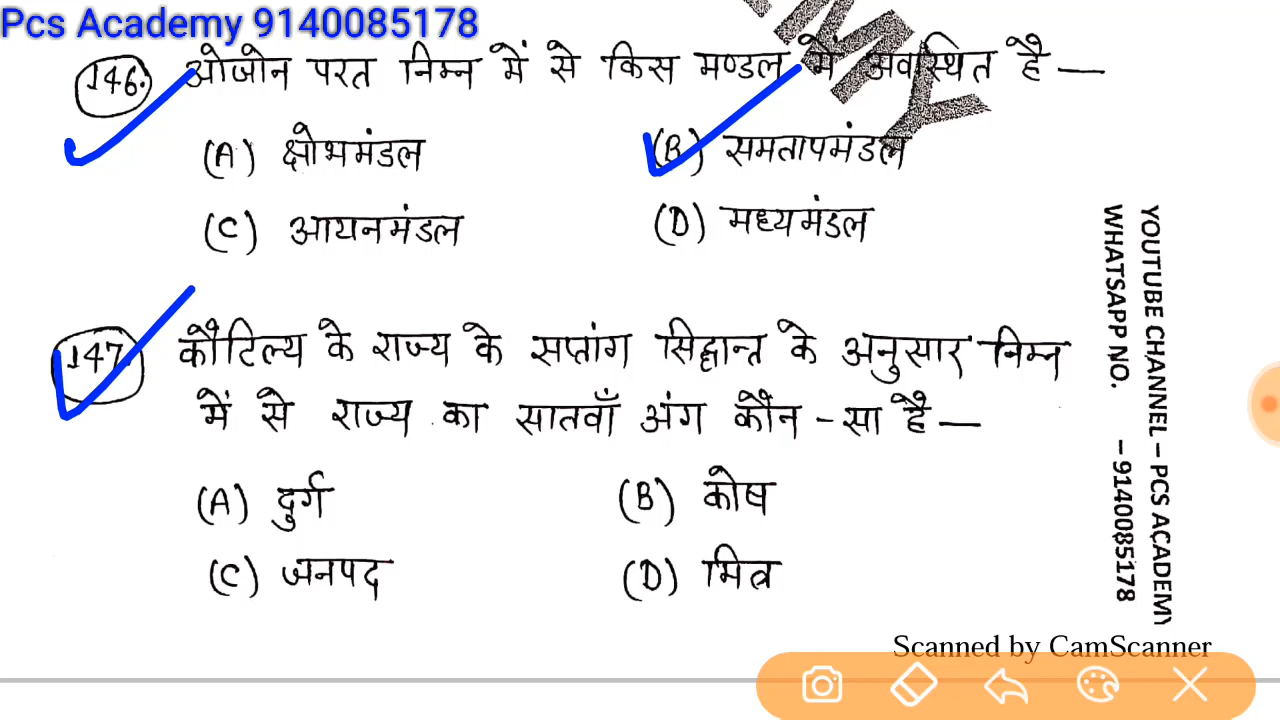 Pcs Academy 9140085178
146. ओजोन परत निम्न में से किस मण्डल में अवस्थित है —
(A) क्षोभमंडल (B) समतापमंडल
(C) आयनमंडल (D) मध्यमंडल
147. कौटिल्य के राज्य के सप्तांग सिद्धान्त के अनुसार निम्न
में से राज्य का सातवाँ अंग कौन - सा है —
(A) दुर्ग (B) कोष
(C) जनपद (D) मित्र
YOUTUBE CHANNEL – PCS ACADEMY
WHATSAPP NO. – 9140085178
Scanned by CamScanner